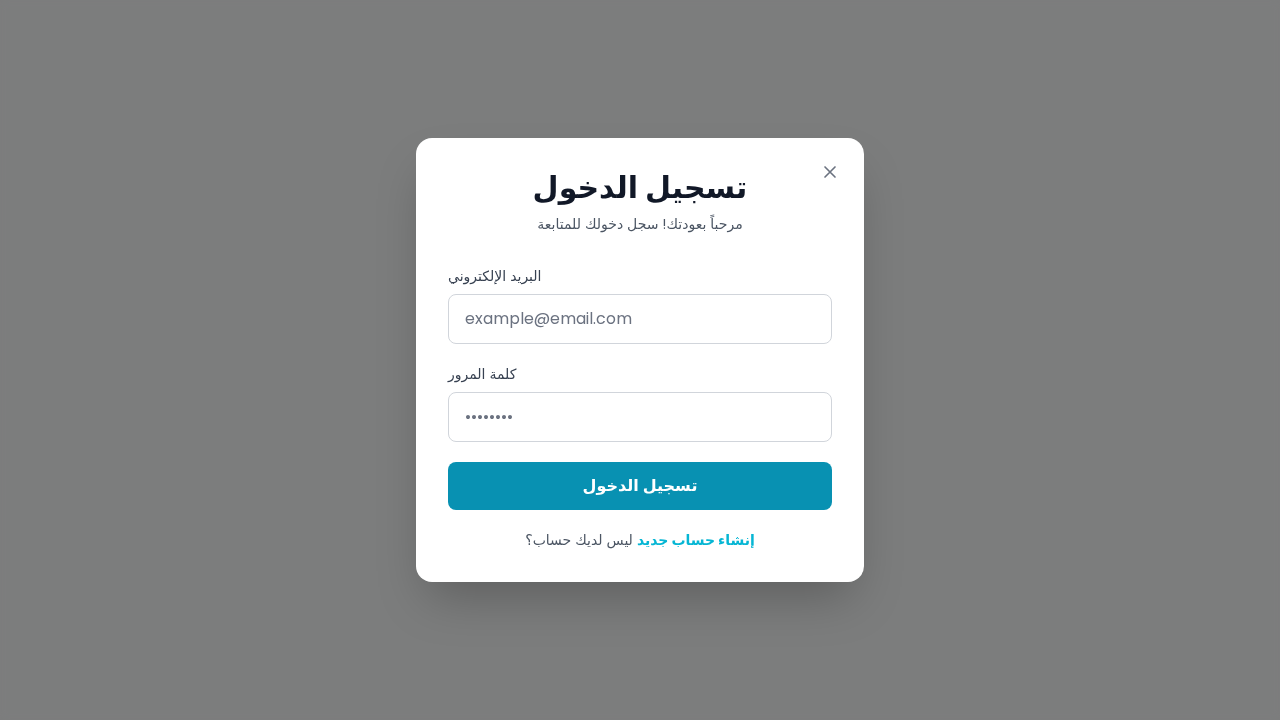 تسجيل الدخول
مرحباً بعودتك! سجل دخولك للمتابعة
البريد الإلكتروني
example@email.com
كلمة المرور
••••••••
تسجيل الدخول
ليس لديك حساب؟ إنشاء حساب جديد